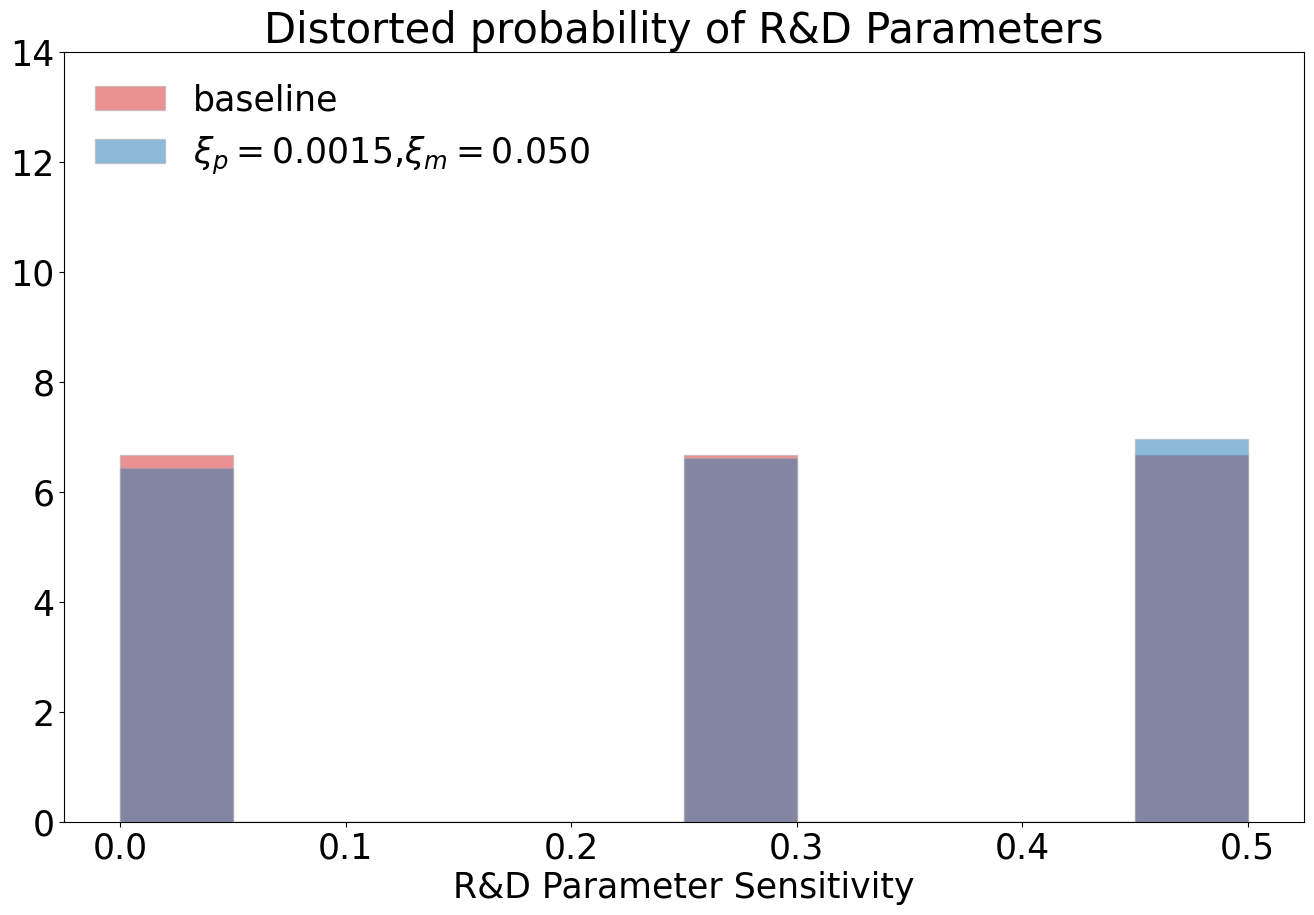 Distorted probability of R&D Parameters
14
12
10
8
6
4
2
0
baseline
ξp = 0.0015,ξm = 0.050
0.0 0.1 0.2 0.3 0.4 0.5
R&D Parameter Sensitivity